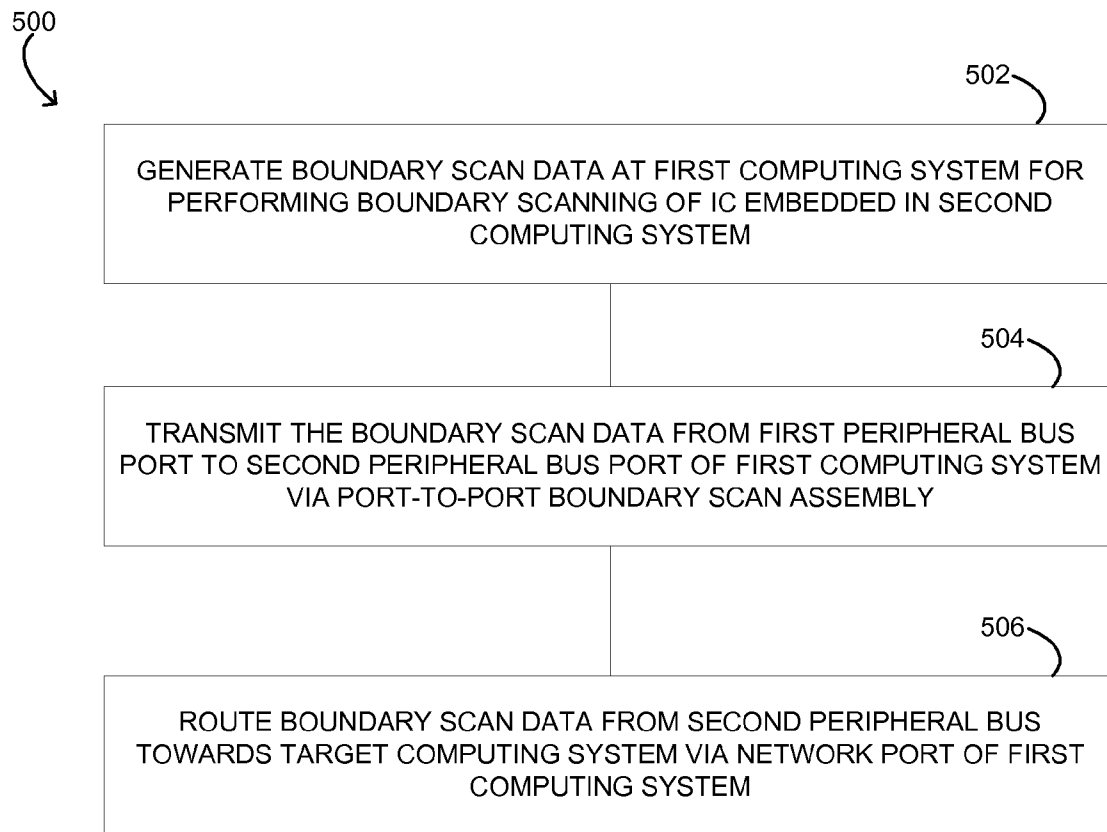 500
502
GENERATE BOUNDARY SCAN DATA AT FIRST COMPUTING SYSTEM FOR
PERFORMING BOUNDARY SCANNING OF IC EMBEDDED IN SECOND
COMPUTING SYSTEM
504
TRANSMIT THE BOUNDARY SCAN DATA FROM FIRST PERIPHERAL BUS
PORT TO SECOND PERIPHERAL BUS PORT OF FIRST COMPUTING SYSTEM
VIA PORT-TO-PORT BOUNDARY SCAN ASSEMBLY
506
ROUTE BOUNDARY SCAN DATA FROM SECOND PERIPHERAL BUS
TOWARDS TARGET COMPUTING SYSTEM VIA NETWORK PORT OF FIRST
COMPUTING SYSTEM